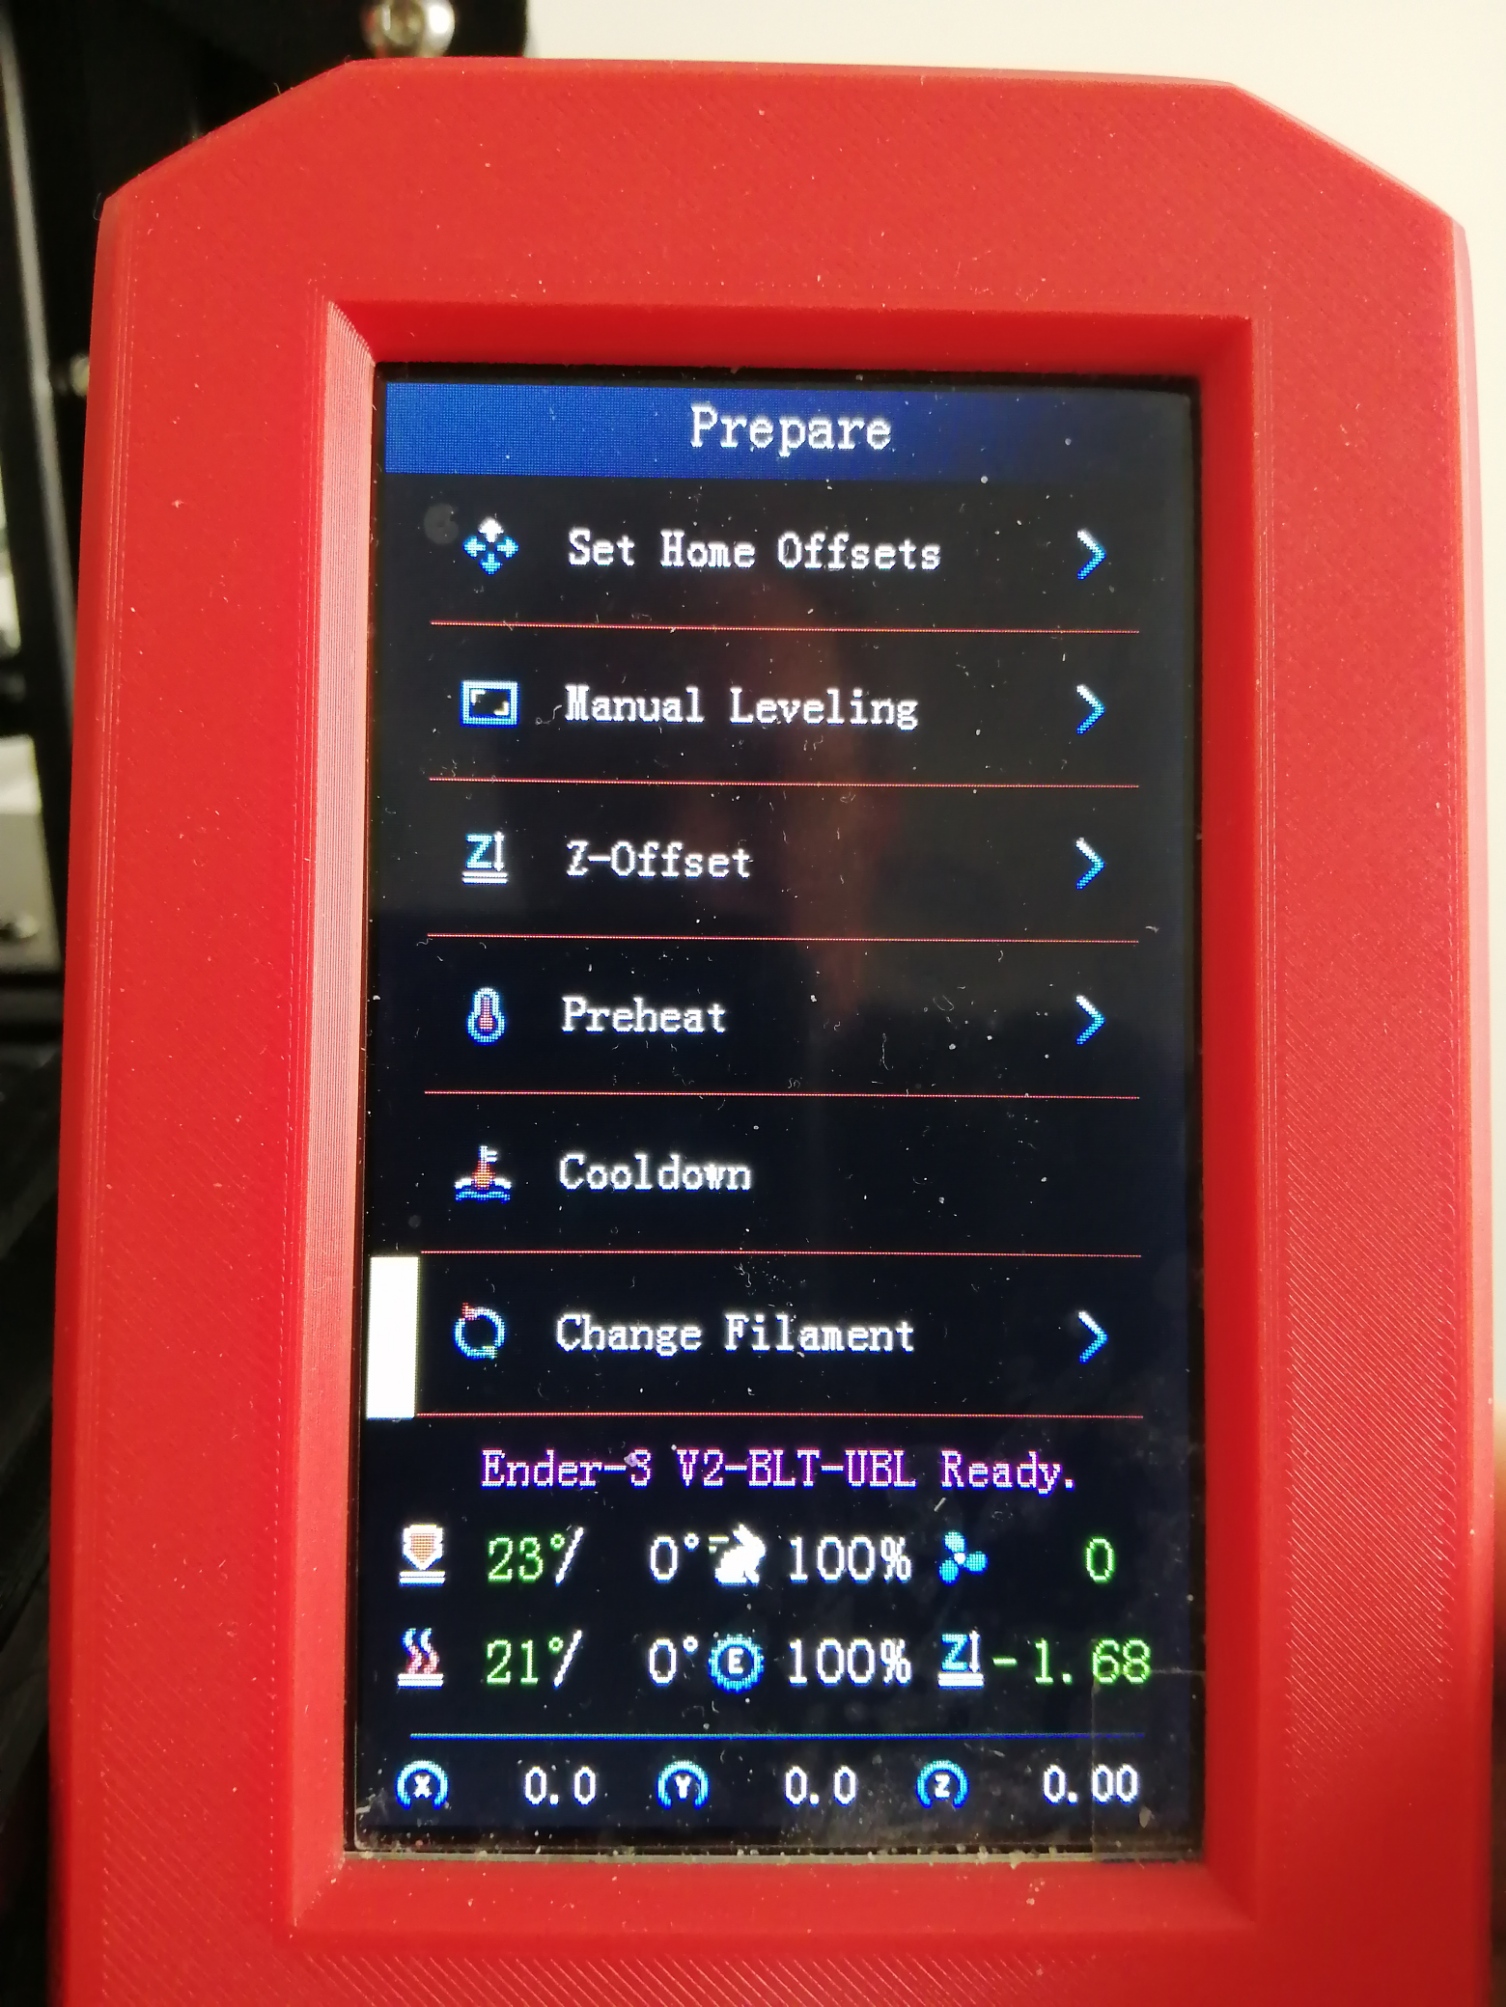 Prepare
Set Home Offsets
Manual Leveling
Z-Offset
Preheat
Cooldown
Change Filament
Ender-3 V2-BLT-UBL Ready.
23°/ 0° 100% 0
21°/ 0° E 100% Z -1.68
X 0.0 Y 0.0 Z 0.00